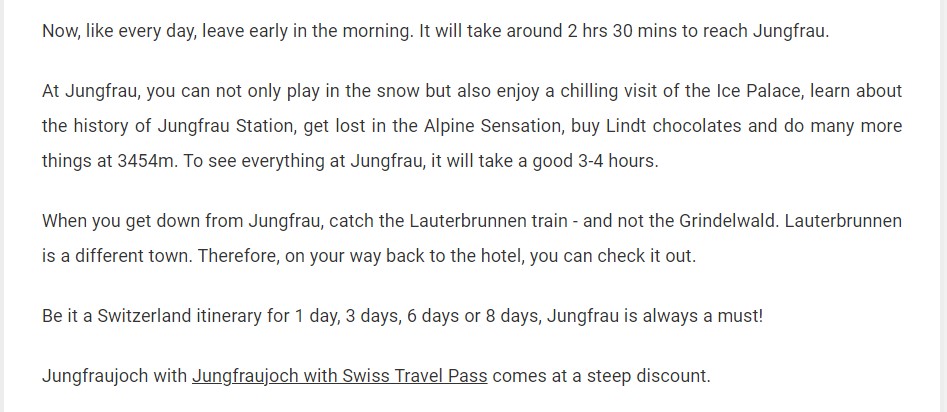 Now, like every day, leave early in the morning. It will take around 2 hrs 30 mins to reach Jungfrau.
At Jungfrau, you can not only play in the snow but also enjoy a chilling visit of the Ice Palace, learn about
the history of Jungfrau Station, get lost in the Alpine Sensation, buy Lindt chocolates and do many more
things at 3454m. To see everything at Jungfrau, it will take a good 3-4 hours.
When you get down from Jungfrau, catch the Lauterbrunnen train - and not the Grindelwald. Lauterbrunnen
is a different town. Therefore, on your way back to the hotel, you can check it out.
Be it a Switzerland itinerary for 1 day, 3 days, 6 days or 8 days, Jungfrau is always a must!
Jungfraujoch with Jungfraujoch with Swiss Travel Pass comes at a steep discount.